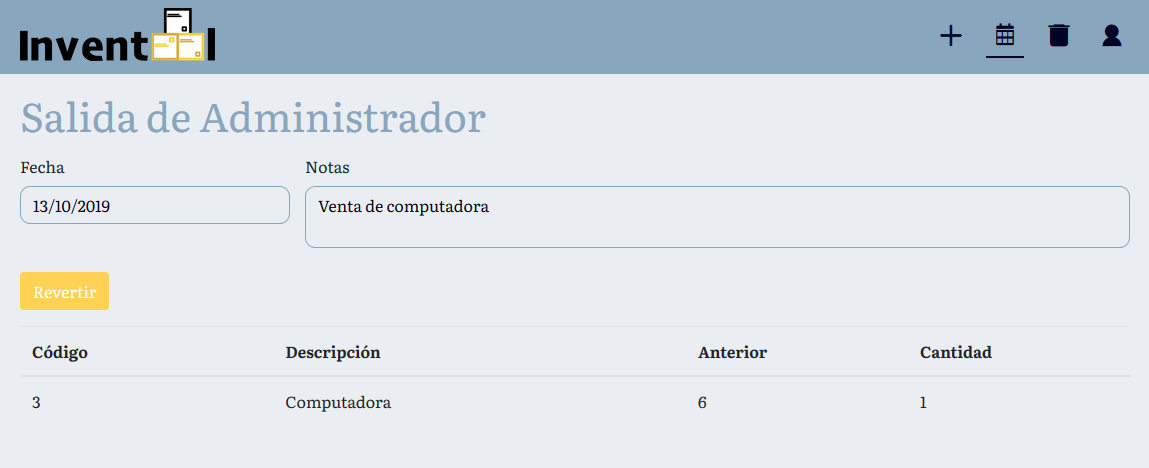 Invent l
Salida de Administrador
Fecha Notas
13/10/2019 Venta de computadora
Revertir
Código Descripción Anterior Cantidad
3 Computadora 6 1